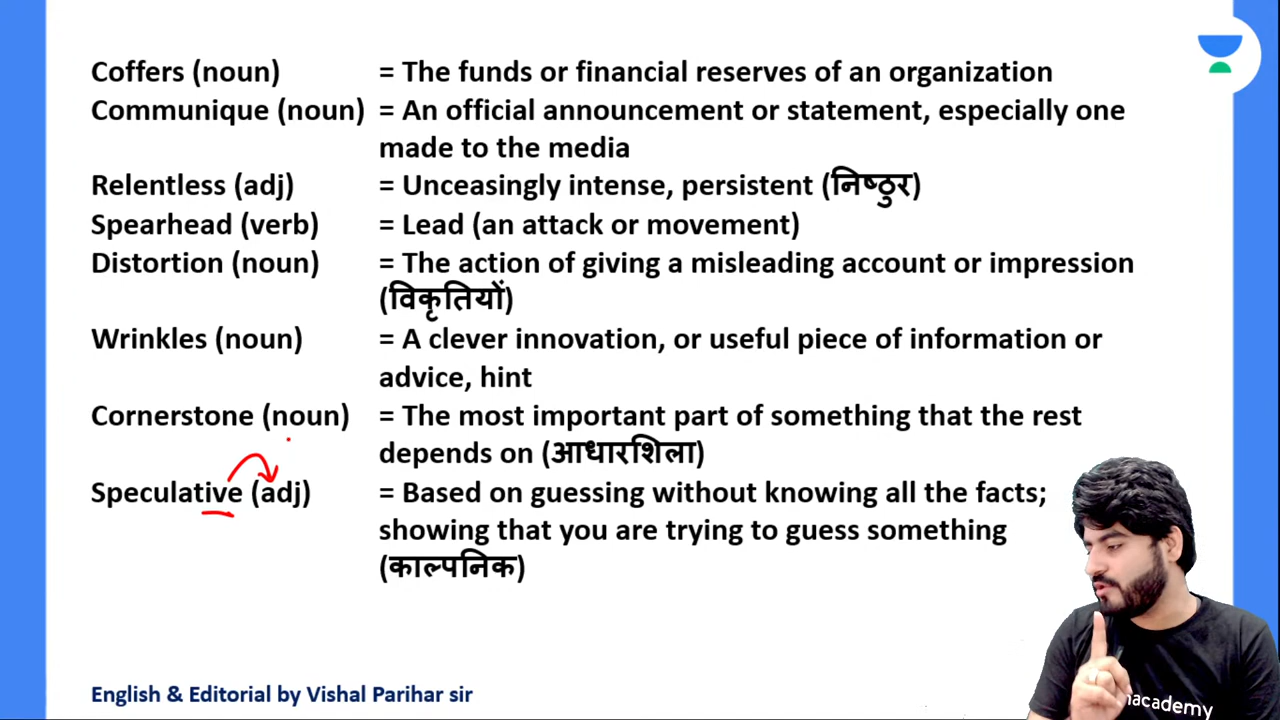 Coffers (noun) = The funds or financial reserves of an organization
Communique (noun) = An official announcement or statement, especially one
made to the media
Relentless (adj) = Unceasingly intense, persistent (निष्ठुर)
Spearhead (verb) = Lead (an attack or movement)
Distortion (noun) = The action of giving a misleading account or impression
(विकृतियों)
Wrinkles (noun) = A clever innovation, or useful piece of information or
advice, hint
Cornerstone (noun) = The most important part of something that the rest
depends on (आधारशिला)
Speculative (adj) = Based on guessing without knowing all the facts;
showing that you are trying to guess something
(काल्पनिक)
English & Editorial by Vishal Parihar sir